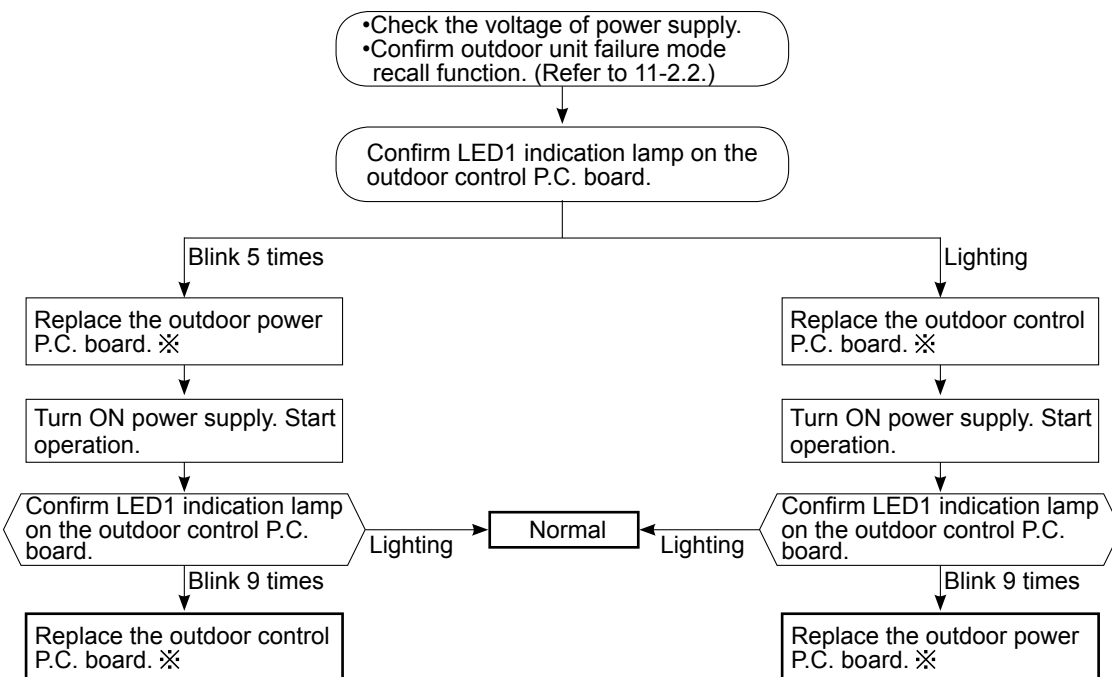 •Check the voltage of power supply.
•Confirm outdoor unit failure mode
recall function. (Refer to 11-2.2.)
Confirm LED1 indication lamp on the
outdoor control P.C. board.
Blink 5 times
Lighting
Replace the outdoor power
P.C. board. ※
Replace the outdoor control
P.C. board. ※
Turn ON power supply. Start
operation.
Turn ON power supply. Start
operation.
Confirm LED1 indication lamp
on the outdoor control P.C.
board.
Lighting
Normal
Lighting
Confirm LED1 indication lamp
on the outdoor control P.C.
board.
Blink 9 times
Blink 9 times
Replace the outdoor control
P.C. board. ※
Replace the outdoor power
P.C. board. ※